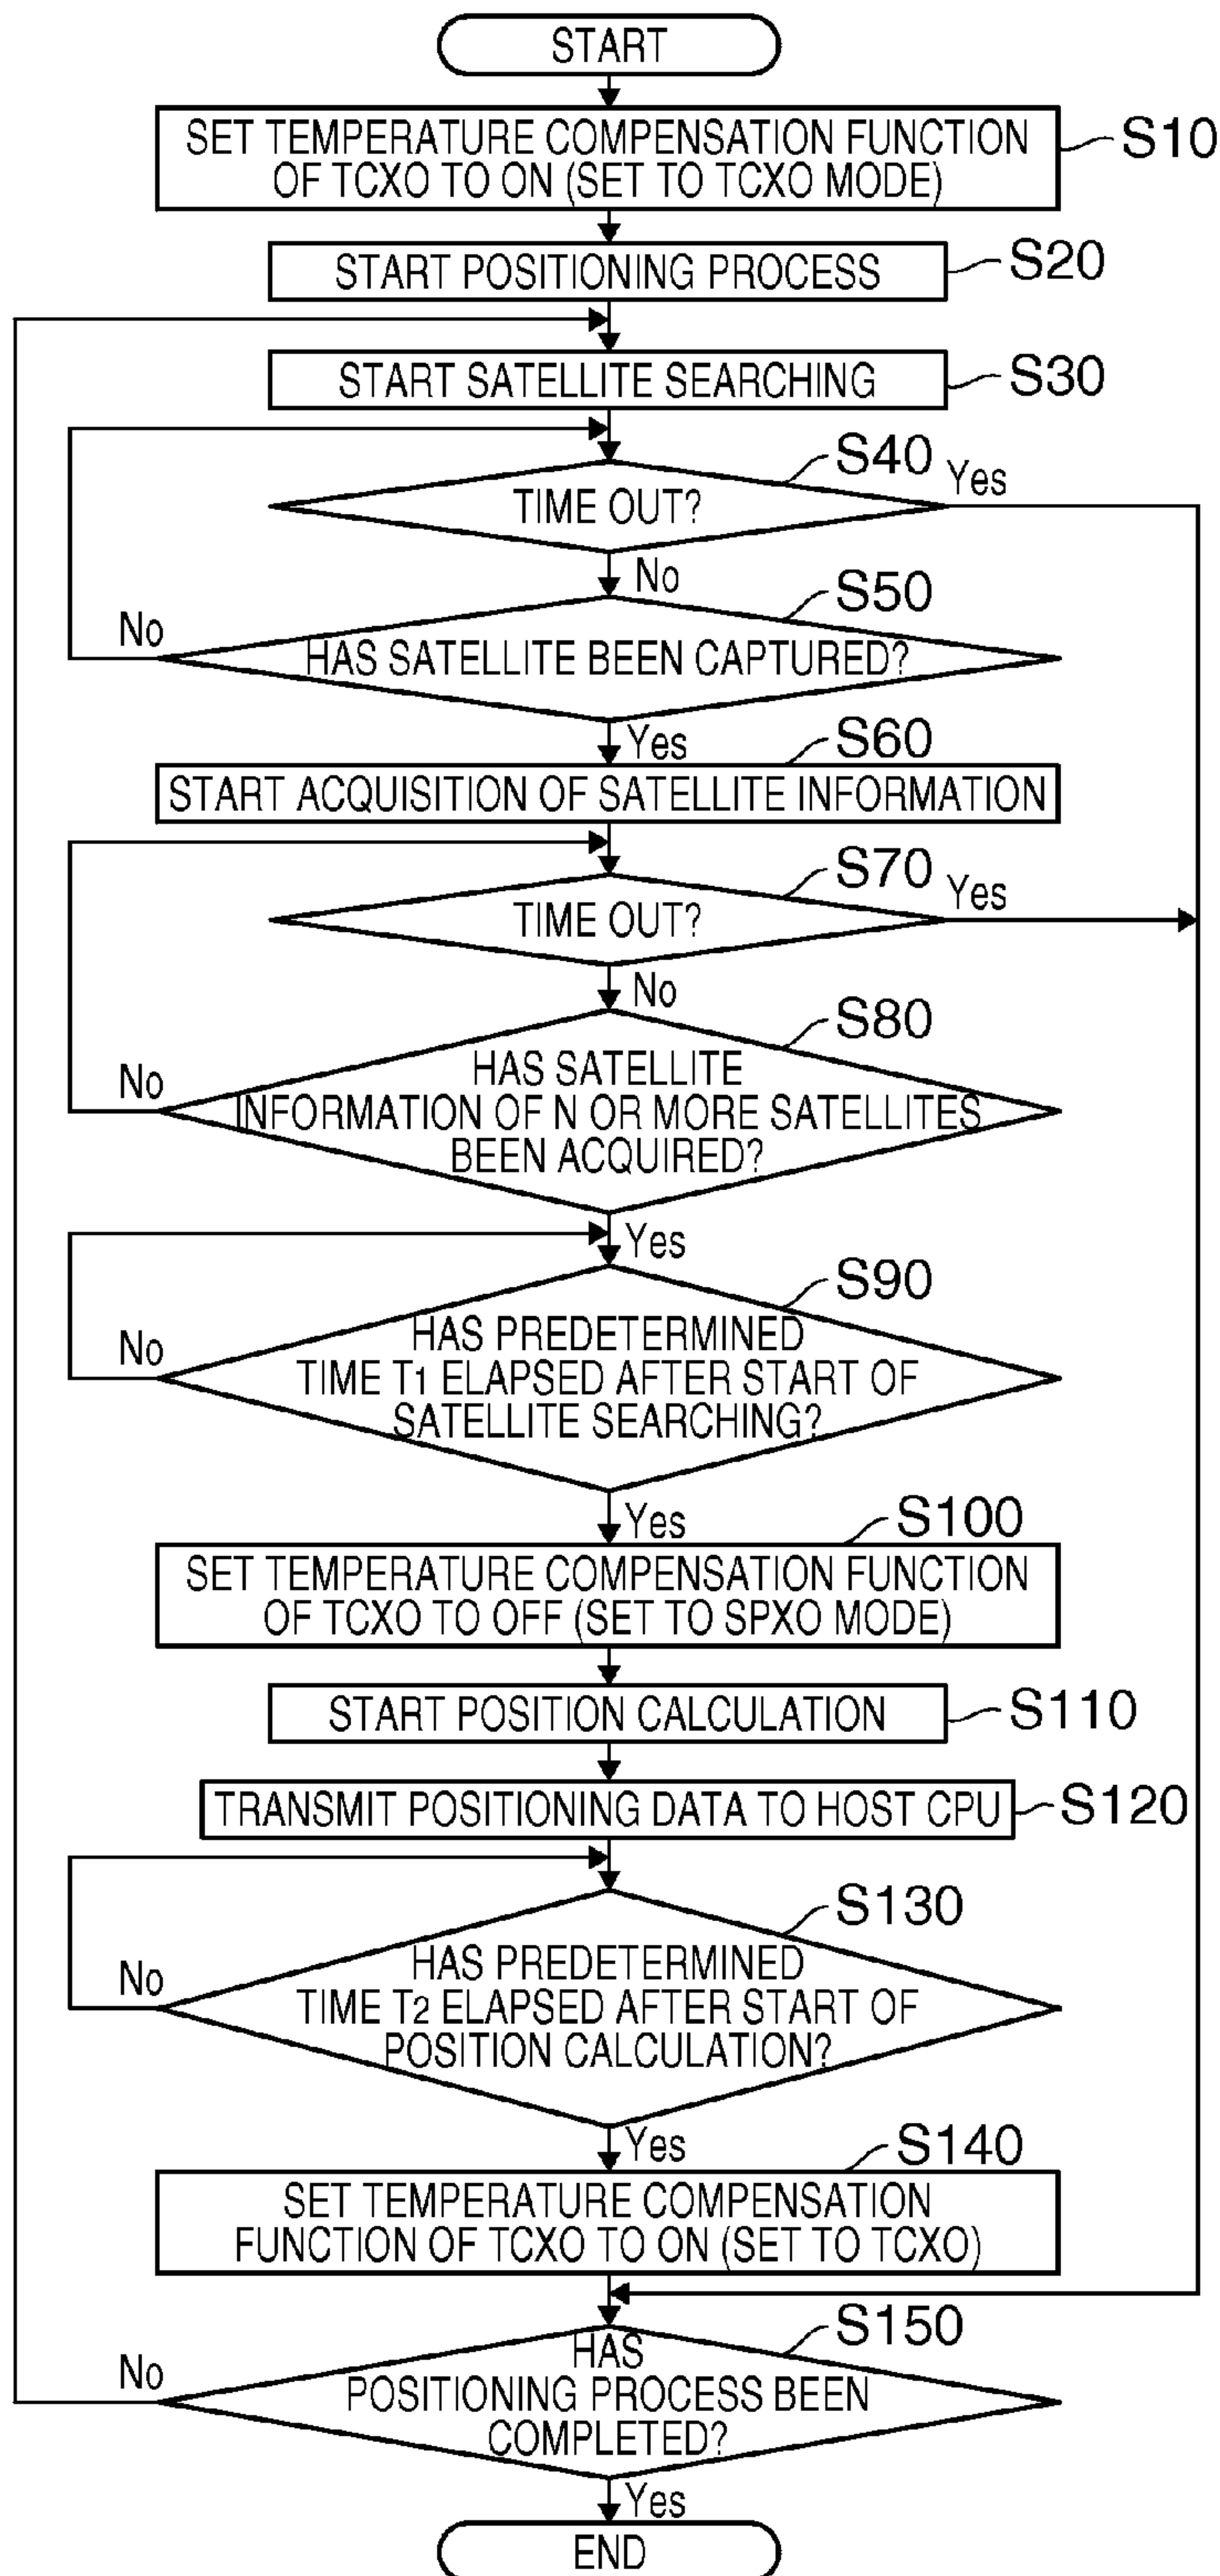 START
SET TEMPERATURE COMPENSATION FUNCTION
OF TCXO TO ON (SET TO TCXO MODE)
S10
START POSITIONING PROCESS
S20
START SATELLITE SEARCHING
S30
S40
TIME OUT?
Yes
No
S50
HAS SATELLITE BEEN CAPTURED?
No
Yes
S60
START ACQUISITION OF SATELLITE INFORMATION
S70
TIME OUT?
Yes
No
S80
HAS SATELLITE
INFORMATION OF N OR MORE SATELLITES
BEEN ACQUIRED?
No
Yes
S90
HAS PREDETERMINED
TIME T1 ELAPSED AFTER START OF
SATELLITE SEARCHING?
No
Yes
S100
SET TEMPERATURE COMPENSATION FUNCTION
OF TCXO TO OFF (SET TO SPXO MODE)
START POSITION CALCULATION
S110
TRANSMIT POSITIONING DATA TO HOST CPU
S120
S130
HAS PREDETERMINED
TIME T2 ELAPSED AFTER START OF
POSITION CALCULATION?
No
Yes
S140
SET TEMPERATURE COMPENSATION
FUNCTION OF TCXO TO ON (SET TO TCXO)
S150
HAS
POSITIONING PROCESS BEEN
COMPLETED?
No
Yes
END